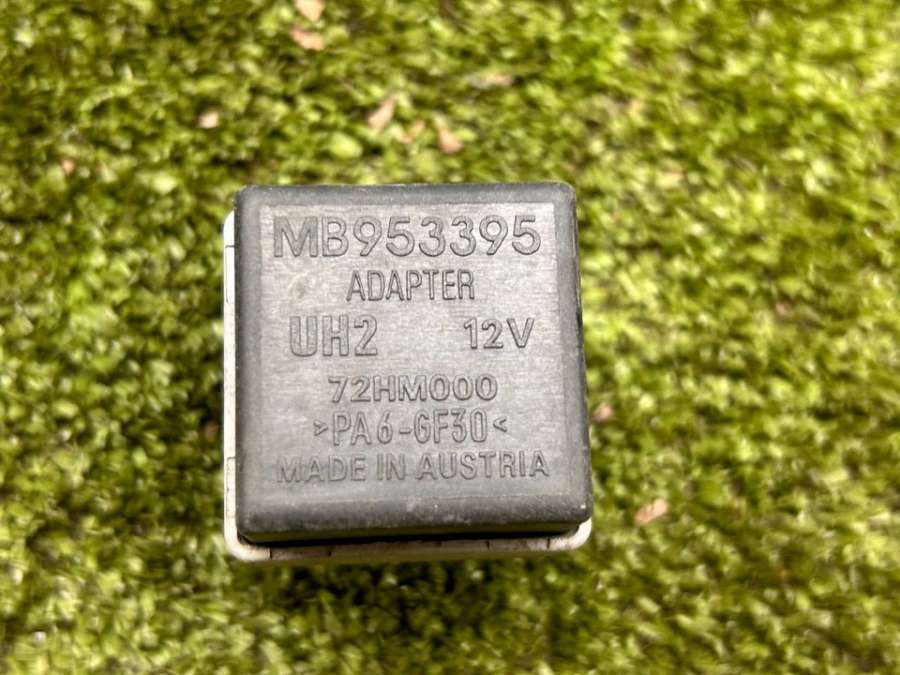 MB953395
ADAPTER
UH2 12V
72HM000
>PA6-GF30<
MADE IN AUSTRIA